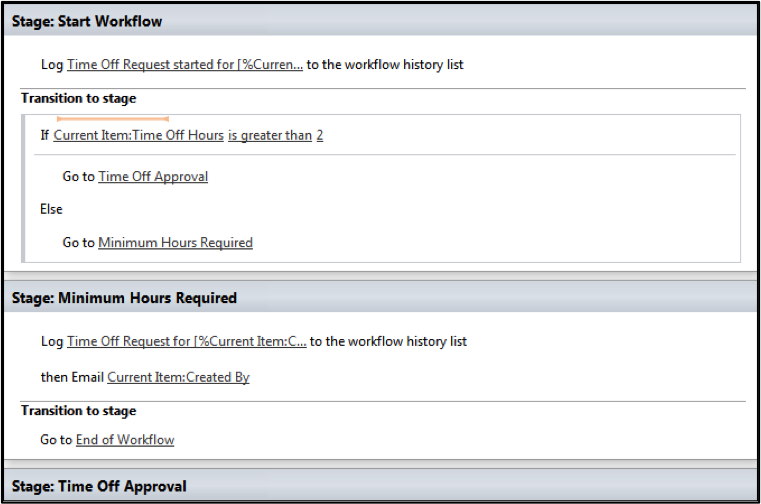 Stage: Start Workflow
Log Time Off Request started for [%Curren... to the workflow history list
Transition to stage
If Current Item:Time Off Hours is greater than 2
Go to Time Off Approval
Else
Go to Minimum Hours Required
Stage: Minimum Hours Required
Log Time Off Request for [%Current Item:C... to the workflow history list
then Email Current Item:Created By
Transition to stage
Go to End of Workflow
Stage: Time Off Approval